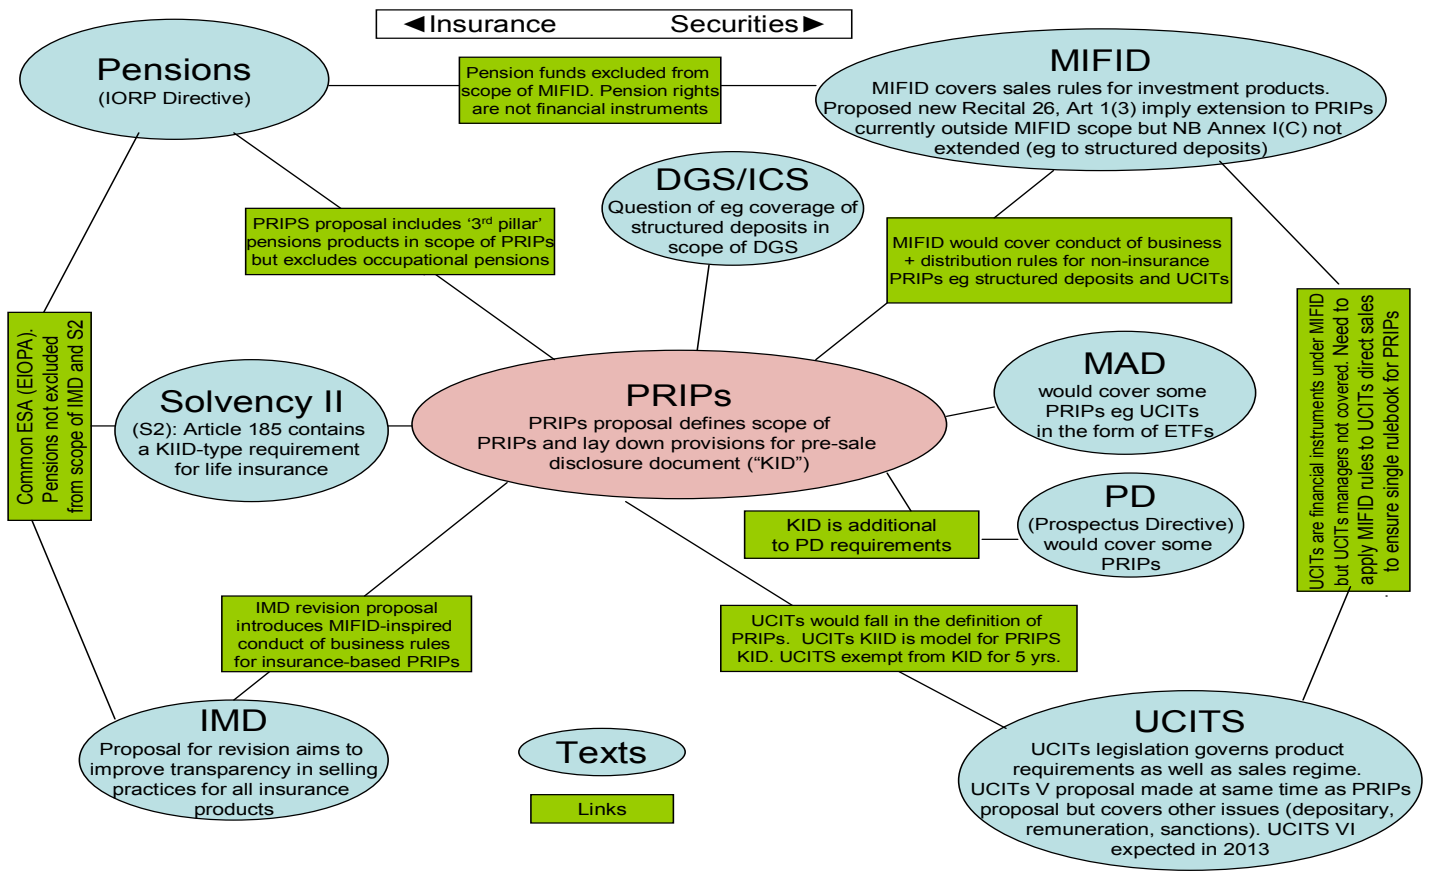 ◄Insurance Securities►
Pensions
(IORP Directive)
Pension funds excluded from
scope of MIFID. Pension rights
are not financial instruments
MIFID
MIFID covers sales rules for investment products.
Proposed new Recital 26, Art 1(3) imply extension to PRIPs
currently outside MIFID scope but NB Annex I(C) not
extended (eg to structured deposits)
DGS/ICS
Question of eg coverage of
structured deposits in
scope of DGS
PRIPS proposal includes ‘3rd pillar’
pensions products in scope of PRIPs
but excludes occupational pensions
MIFID would cover conduct of business
+ distribution rules for non-insurance
PRIPs eg structured deposits and UCITs
Common ESA (EIOPA).
Pensions not excluded
from scope of IMD and S2
Solvency II
(S2): Article 185 contains
a KIID-type requirement
for life insurance
PRIPs
PRIPs proposal defines scope of
PRIPs and lay down provisions for pre-sale
disclosure document (“KID”)
MAD
would cover some
PRIPs eg UCITs
in the form of ETFs
UCITs are financial instruments under MIFID
but UCITs managers not covered. Need to
apply MIFID rules to UCITs direct sales
to ensure single rulebook for PRIPs
.
PD
(Prospectus Directive)
would cover some
PRIPs
KID is additional
to PD requirements
IMD revision proposal
introduces MIFID-inspired
conduct of business rules
for insurance-based PRIPs
UCITs would fall in the definition of
PRIPs. UCITs KIID is model for PRIPS
KID. UCITS exempt from KID for 5 yrs.
IMD
Proposal for revision aims to
improve transparency in selling
practices for all insurance
products
Texts
Links
UCITS
UCITs legislation governs product
requirements as well as sales regime.
UCITs V proposal made at same time as PRIPs
proposal but covers other issues (depositary,
remuneration, sanctions). UCITS VI
expected in 2013